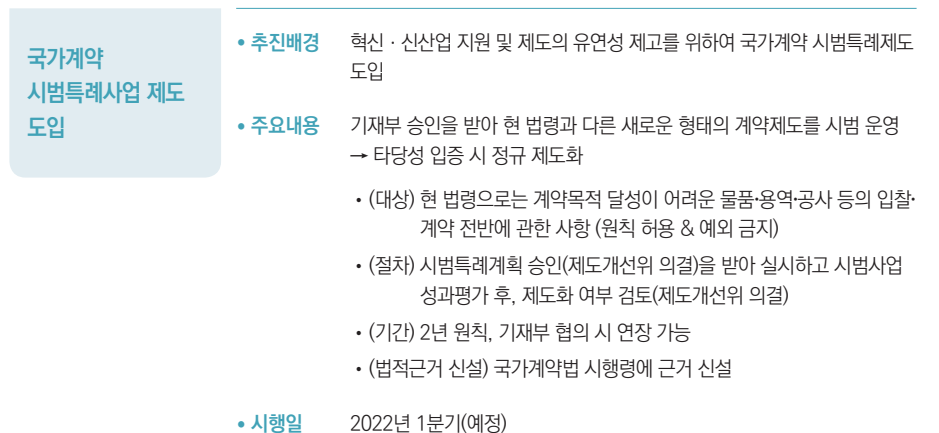 국가계약
시범특례사업 제도
도입
• 추진배경 혁신 · 신산업 지원 및 제도의 유연성 제고를 위하여 국가계약 시범특례제도
도입
• 주요내용 기재부 승인을 받아 현 법령과 다른 새로운 형태의 계약제도를 시범 운영
→ 타당성 입증 시 정규 제도화
• (대상) 현 법령으로는 계약목적 달성이 어려운 물품·용역·공사 등의 입찰·
계약 전반에 관한 사항 (원칙 허용 & 예외 금지)
• (절차) 시범특례계획 승인(제도개선위 의결)을 받아 실시하고 시범사업
성과평가 후, 제도화 여부 검토(제도개선위 의결)
• (기간) 2년 원칙, 기재부 협의 시 연장 가능
• (법적근거 신설) 국가계약법 시행령에 근거 신설
• 시행일 2022년 1분기(예정)